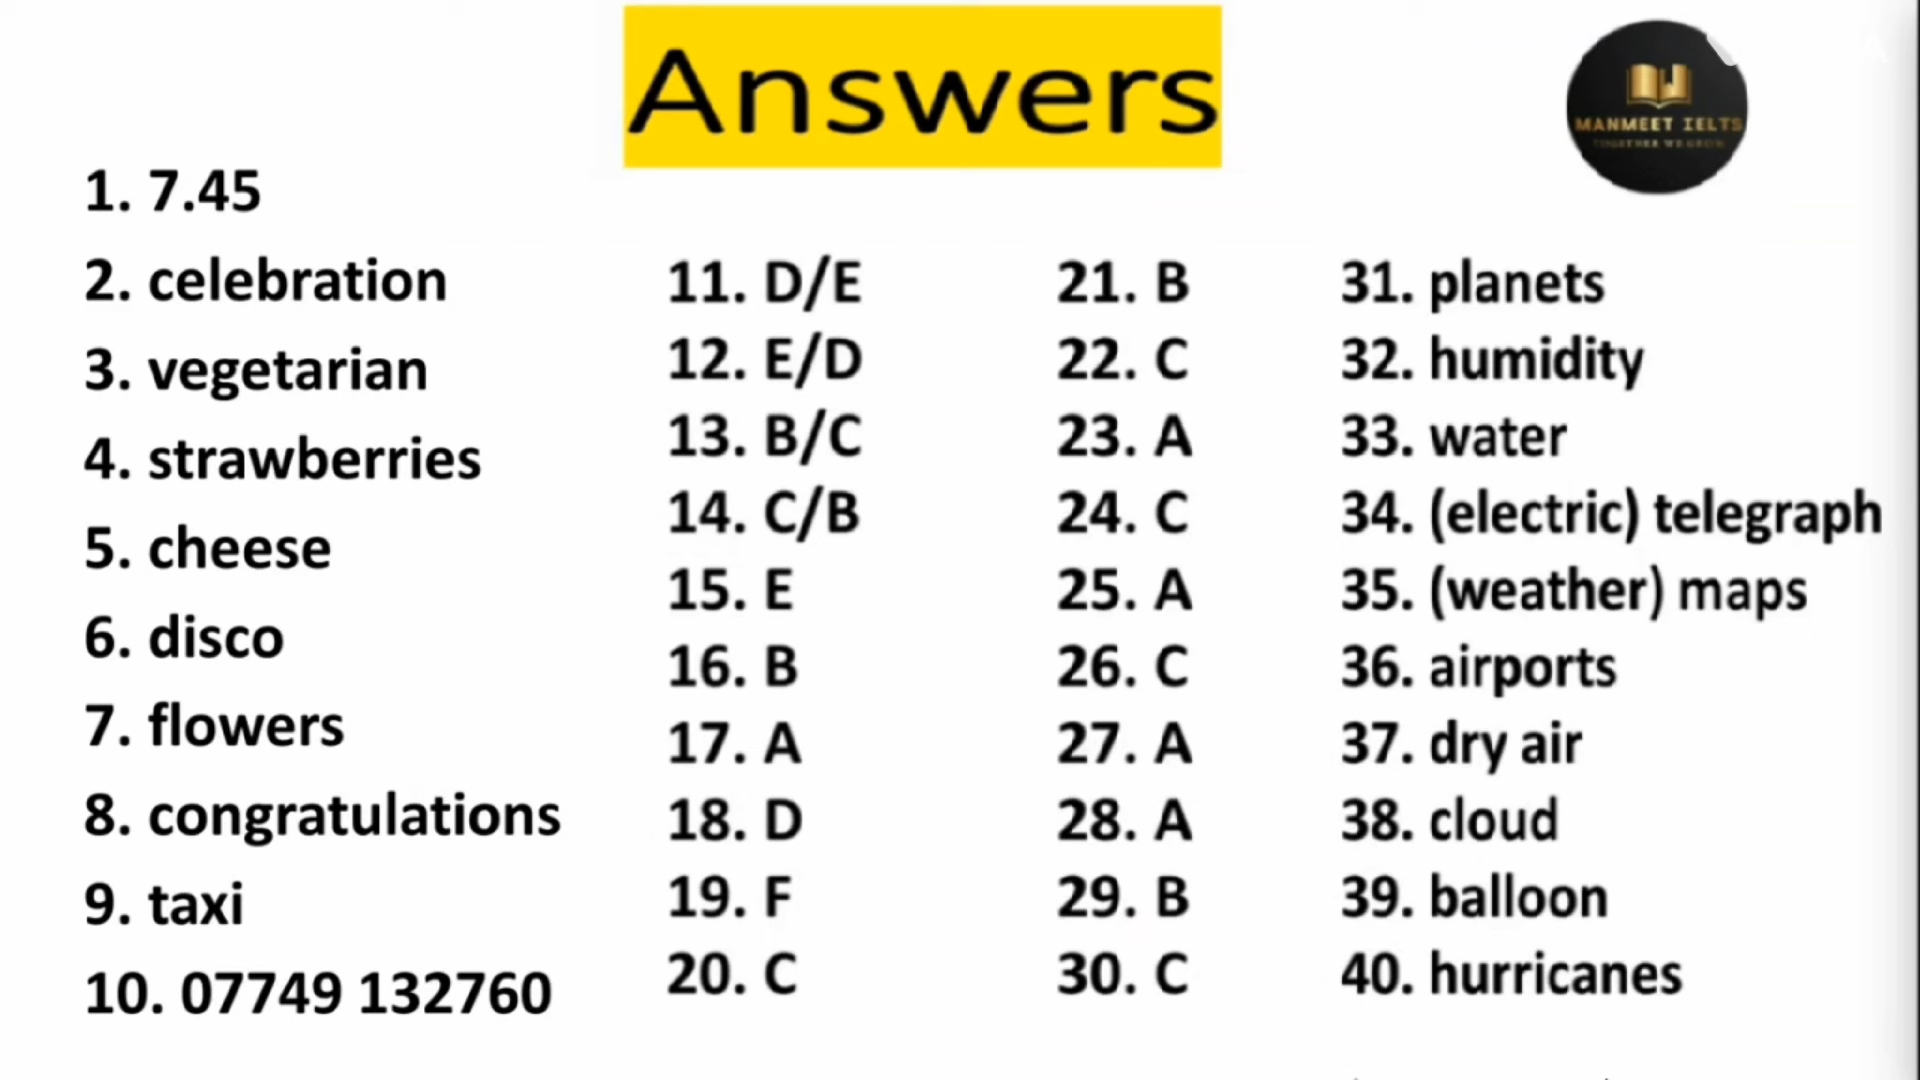 Answers
MANMEET IELTS
TOGETHER WE GROW
1. 7.45
2. celebration
3. vegetarian
4. strawberries
5. cheese
6. disco
7. flowers
8. congratulations
9. taxi
10. 07749 132760
11. D/E
12. E/D
13. B/C
14. C/B
15. E
16. B
17. A
18. D
19. F
20. C
21. B
22. C
23. A
24. C
25. A
26. C
27. A
28. A
29. B
30. C
31. planets
32. humidity
33. water
34. (electric) telegraph
35. (weather) maps
36. airports
37. dry air
38. cloud
39. balloon
40. hurricanes